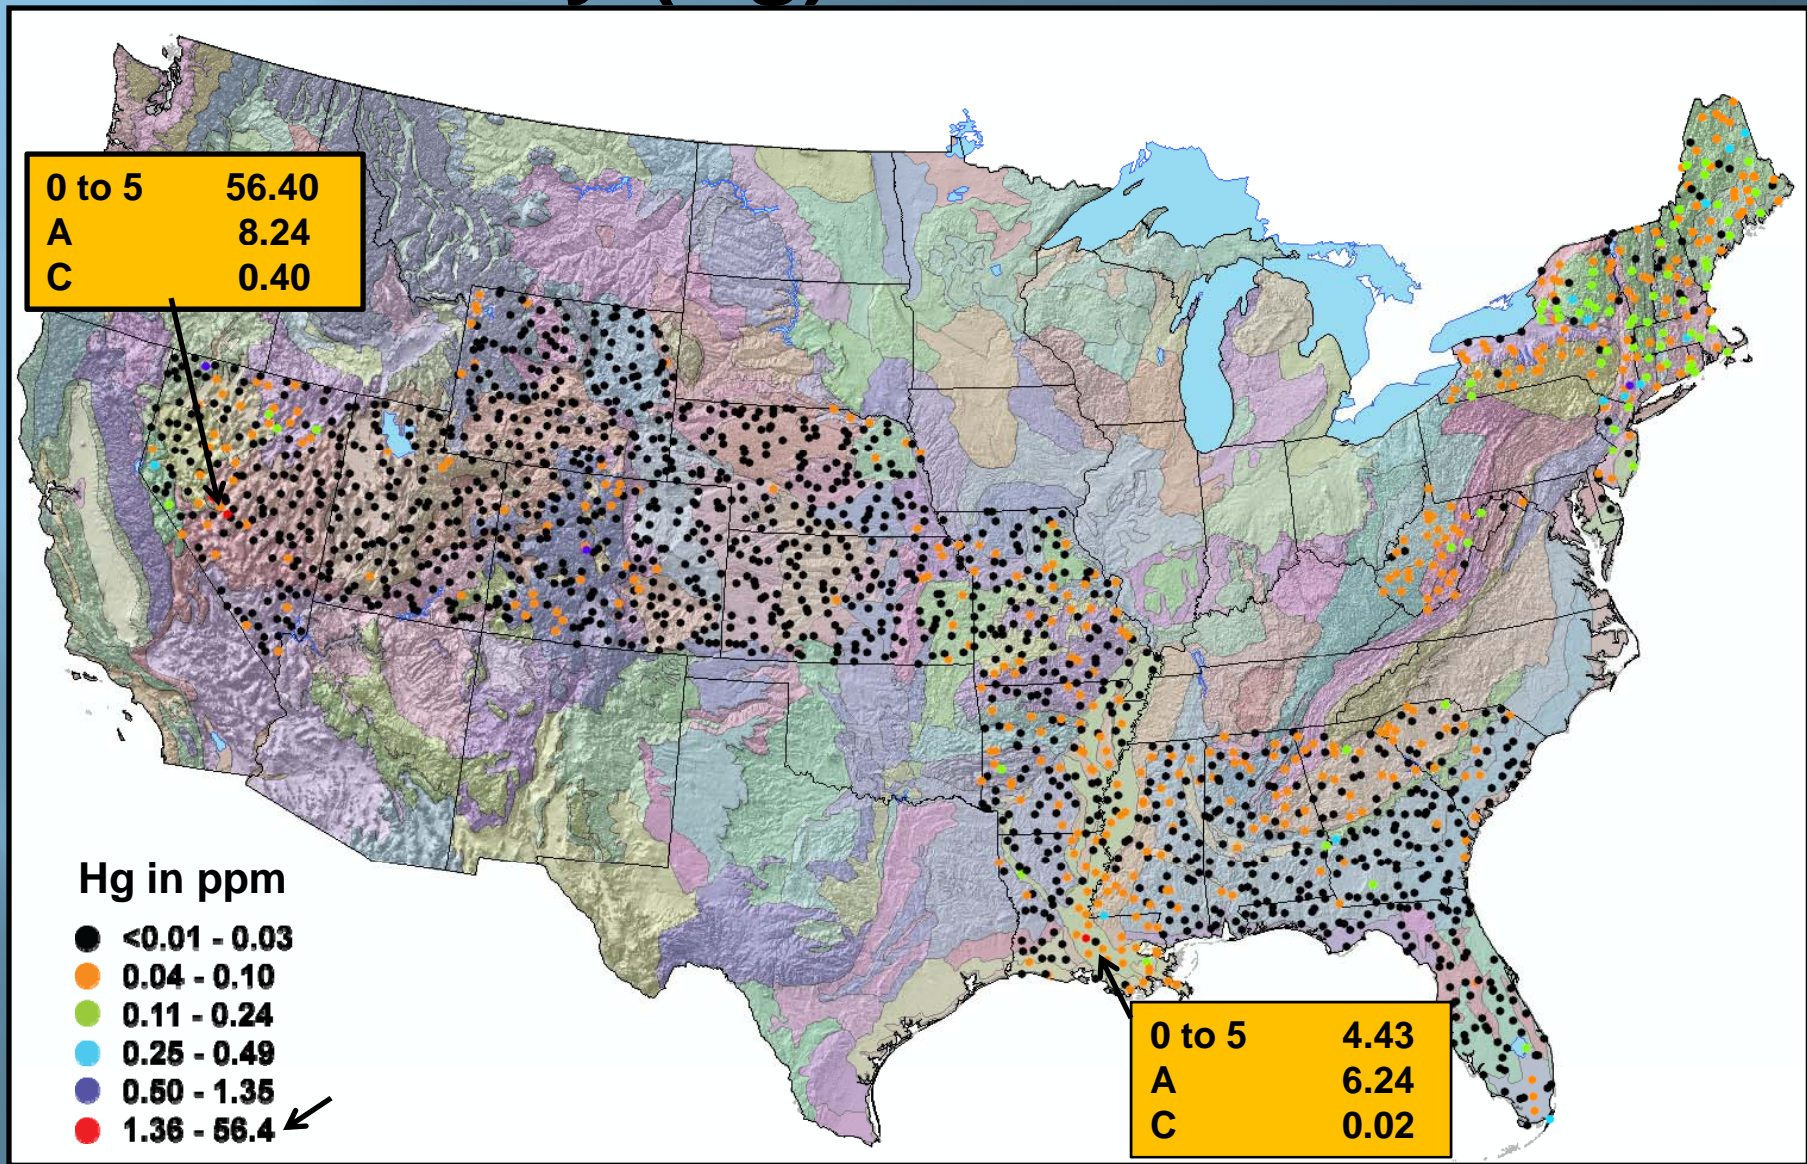 0 to 5 56.40
A 8.24
C 0.40
Hg in ppm
<0.01 - 0.03
0.04 - 0.10
0.11 - 0.24
0.25 - 0.49
0.50 - 1.35
1.36 - 56.4
0 to 5 4.43
A 6.24
C 0.02